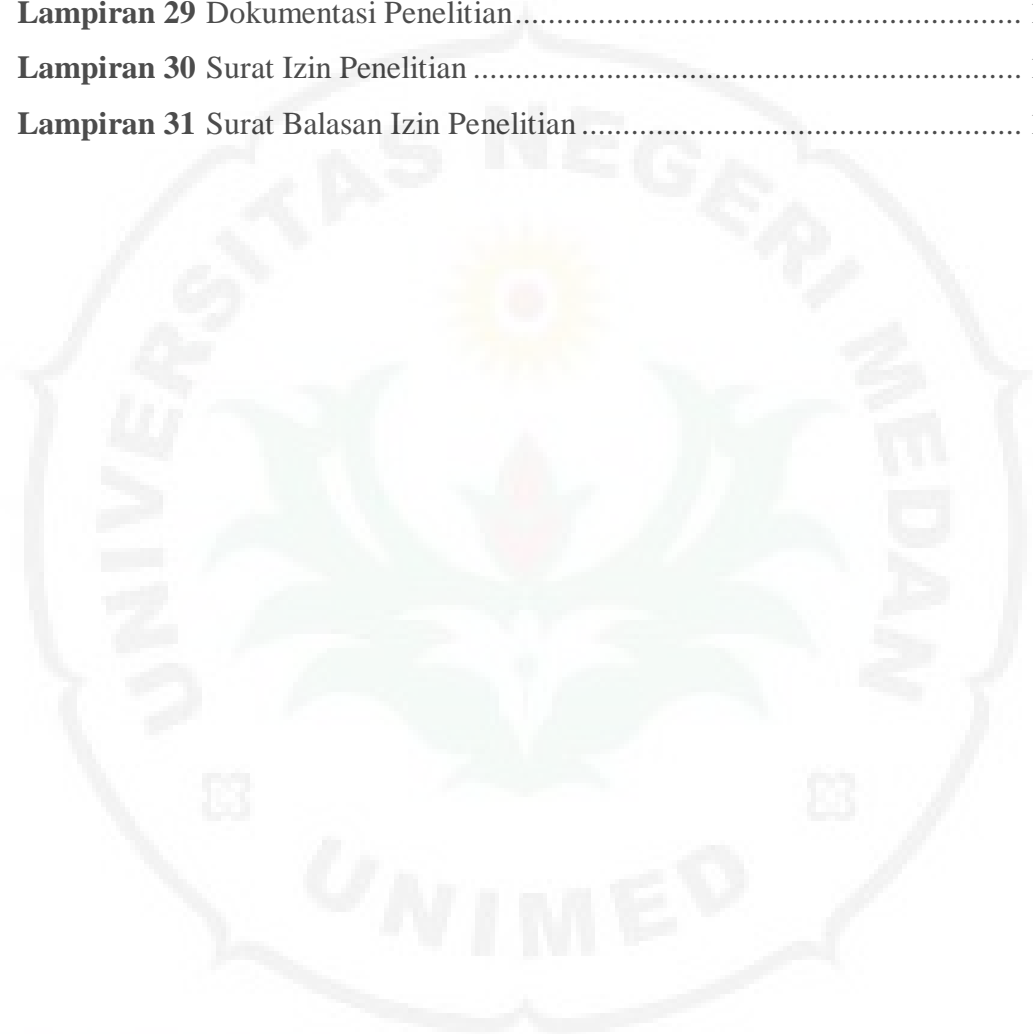 Lampiran 29 Dokumentasi Penelitian................................................................................
Lampiran 30 Surat Izin Penelitian ....................................................................................
Lampiran 31 Surat Balasan Izin Penelitian ......................................................................
UNIVERSITAS NEGERI MEDAN
UNIMED